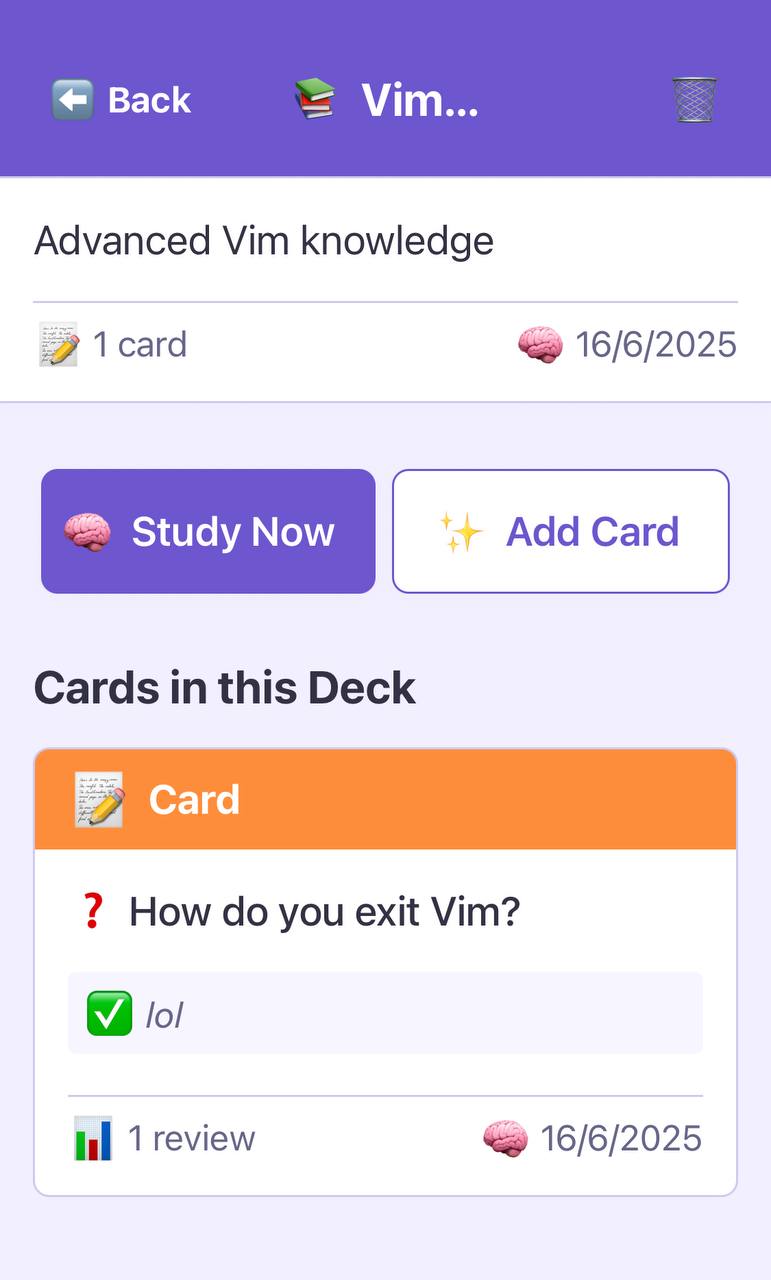 Back
Vim...
Advanced Vim knowledge
1 card
16/6/2025
Study Now
Add Card
Cards in this Deck
Card
How do you exit Vim?
lol
1 review
16/6/2025